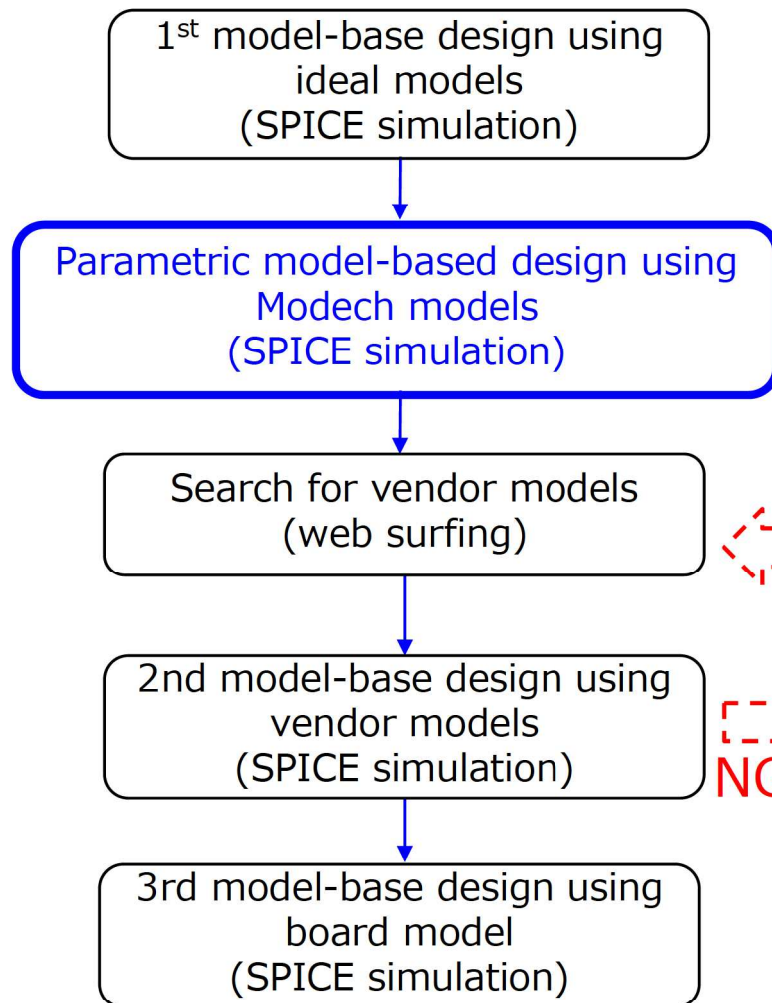 1st model-base design using
ideal models
(SPICE simulation)
Parametric model-based design using
Modech models
(SPICE simulation)
Search for vendor models
(web surfing)
2nd model-base design using
vendor models
(SPICE simulation)
3rd model-base design using
board model
(SPICE simulation)